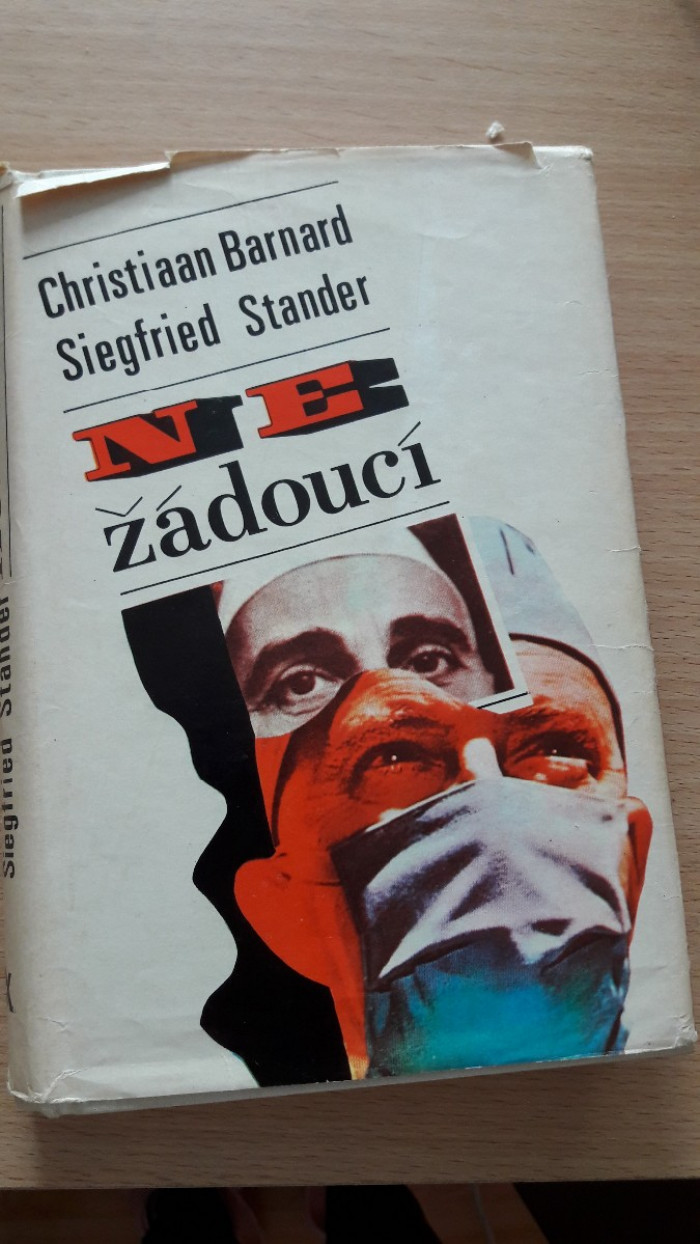 Christiaan Barnard
Siegfried Stander
NE
žádoucí
Siegfried Stander